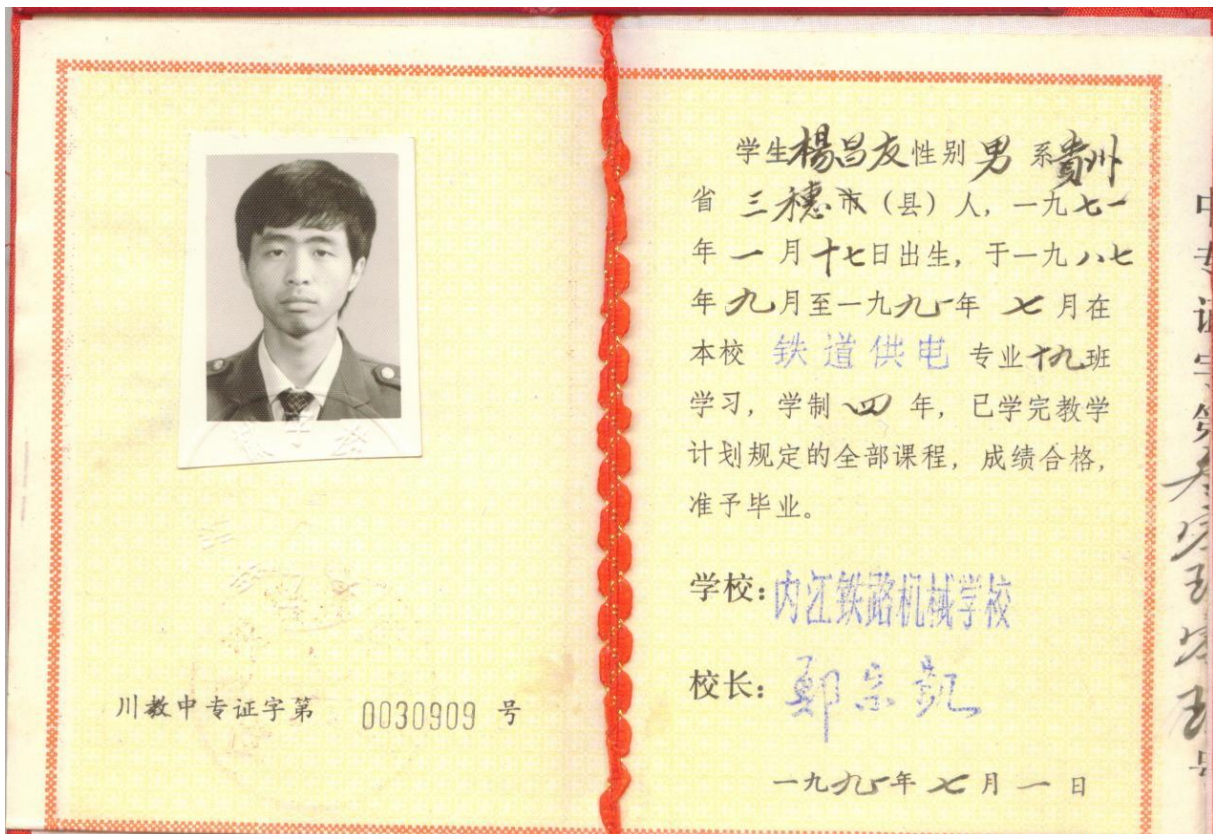 川教中专证字第 0030909 号
学生楊昌友性别男系貴州
省三穗市（县）人，一九七一
年一月十七日出生，于一九八七
年九月至一九九一年七月在
本校 铁道供电 专业十九班
学习，学制四年，已学完教学
计划规定的全部课程，成绩合格，
准予毕业。
学校：内江铁路机械学校
校长：
一九九一年七月一日